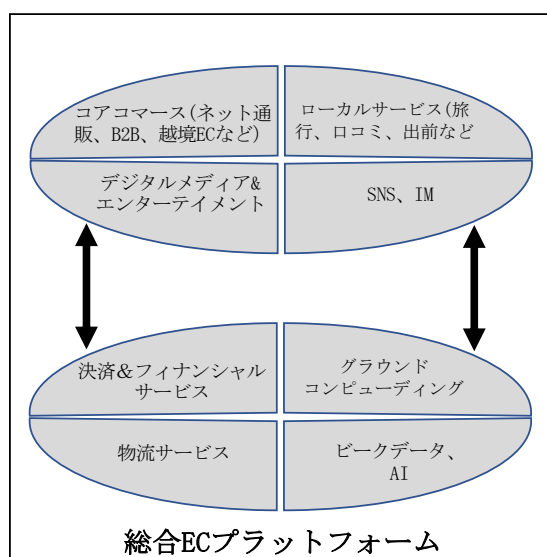 コアコマース(ネット通
販、B2B、越境ECなど)
ローカルサービス(旅
行、口コミ、出前など
デジタルメディア&
エンターテイメント
SNS、IM
決済＆フィナンシャル
サービス
グラウンド
コンピューディング
物流サービス
ビークデータ、
AI
総合ECプラットフォーム